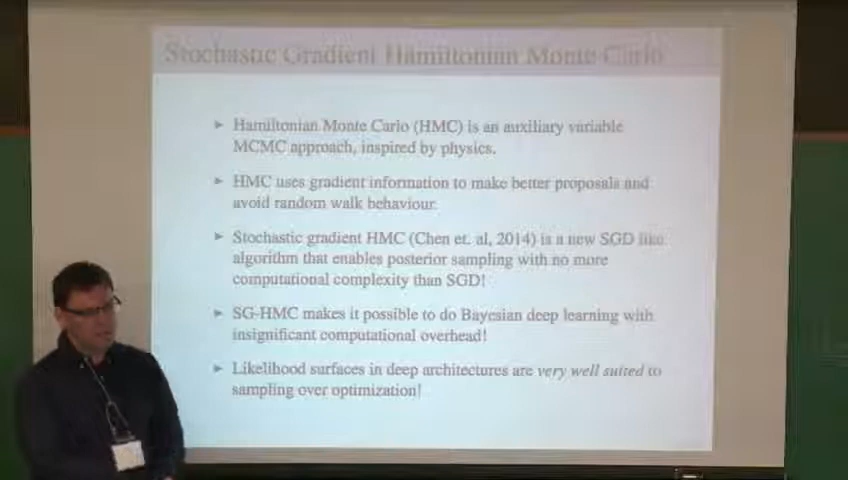 Stochastic Gradient Hamiltonian Monte Carlo
► Hamiltonian Monte Carlo (HMC) is an auxiliary variable
MCMC approach, inspired by physics.
► HMC uses gradient information to make better proposals and
avoid random walk behaviour.
► Stochastic gradient HMC (Chen et. al, 2014) is a new SGD like
algorithm that enables posterior sampling with no more
computational complexity than SGD!
► SG-HMC makes it possible to do Bayesian deep learning with
insignificant computational overhead!
► Likelihood surfaces in deep architectures are very well suited to
sampling over optimization!